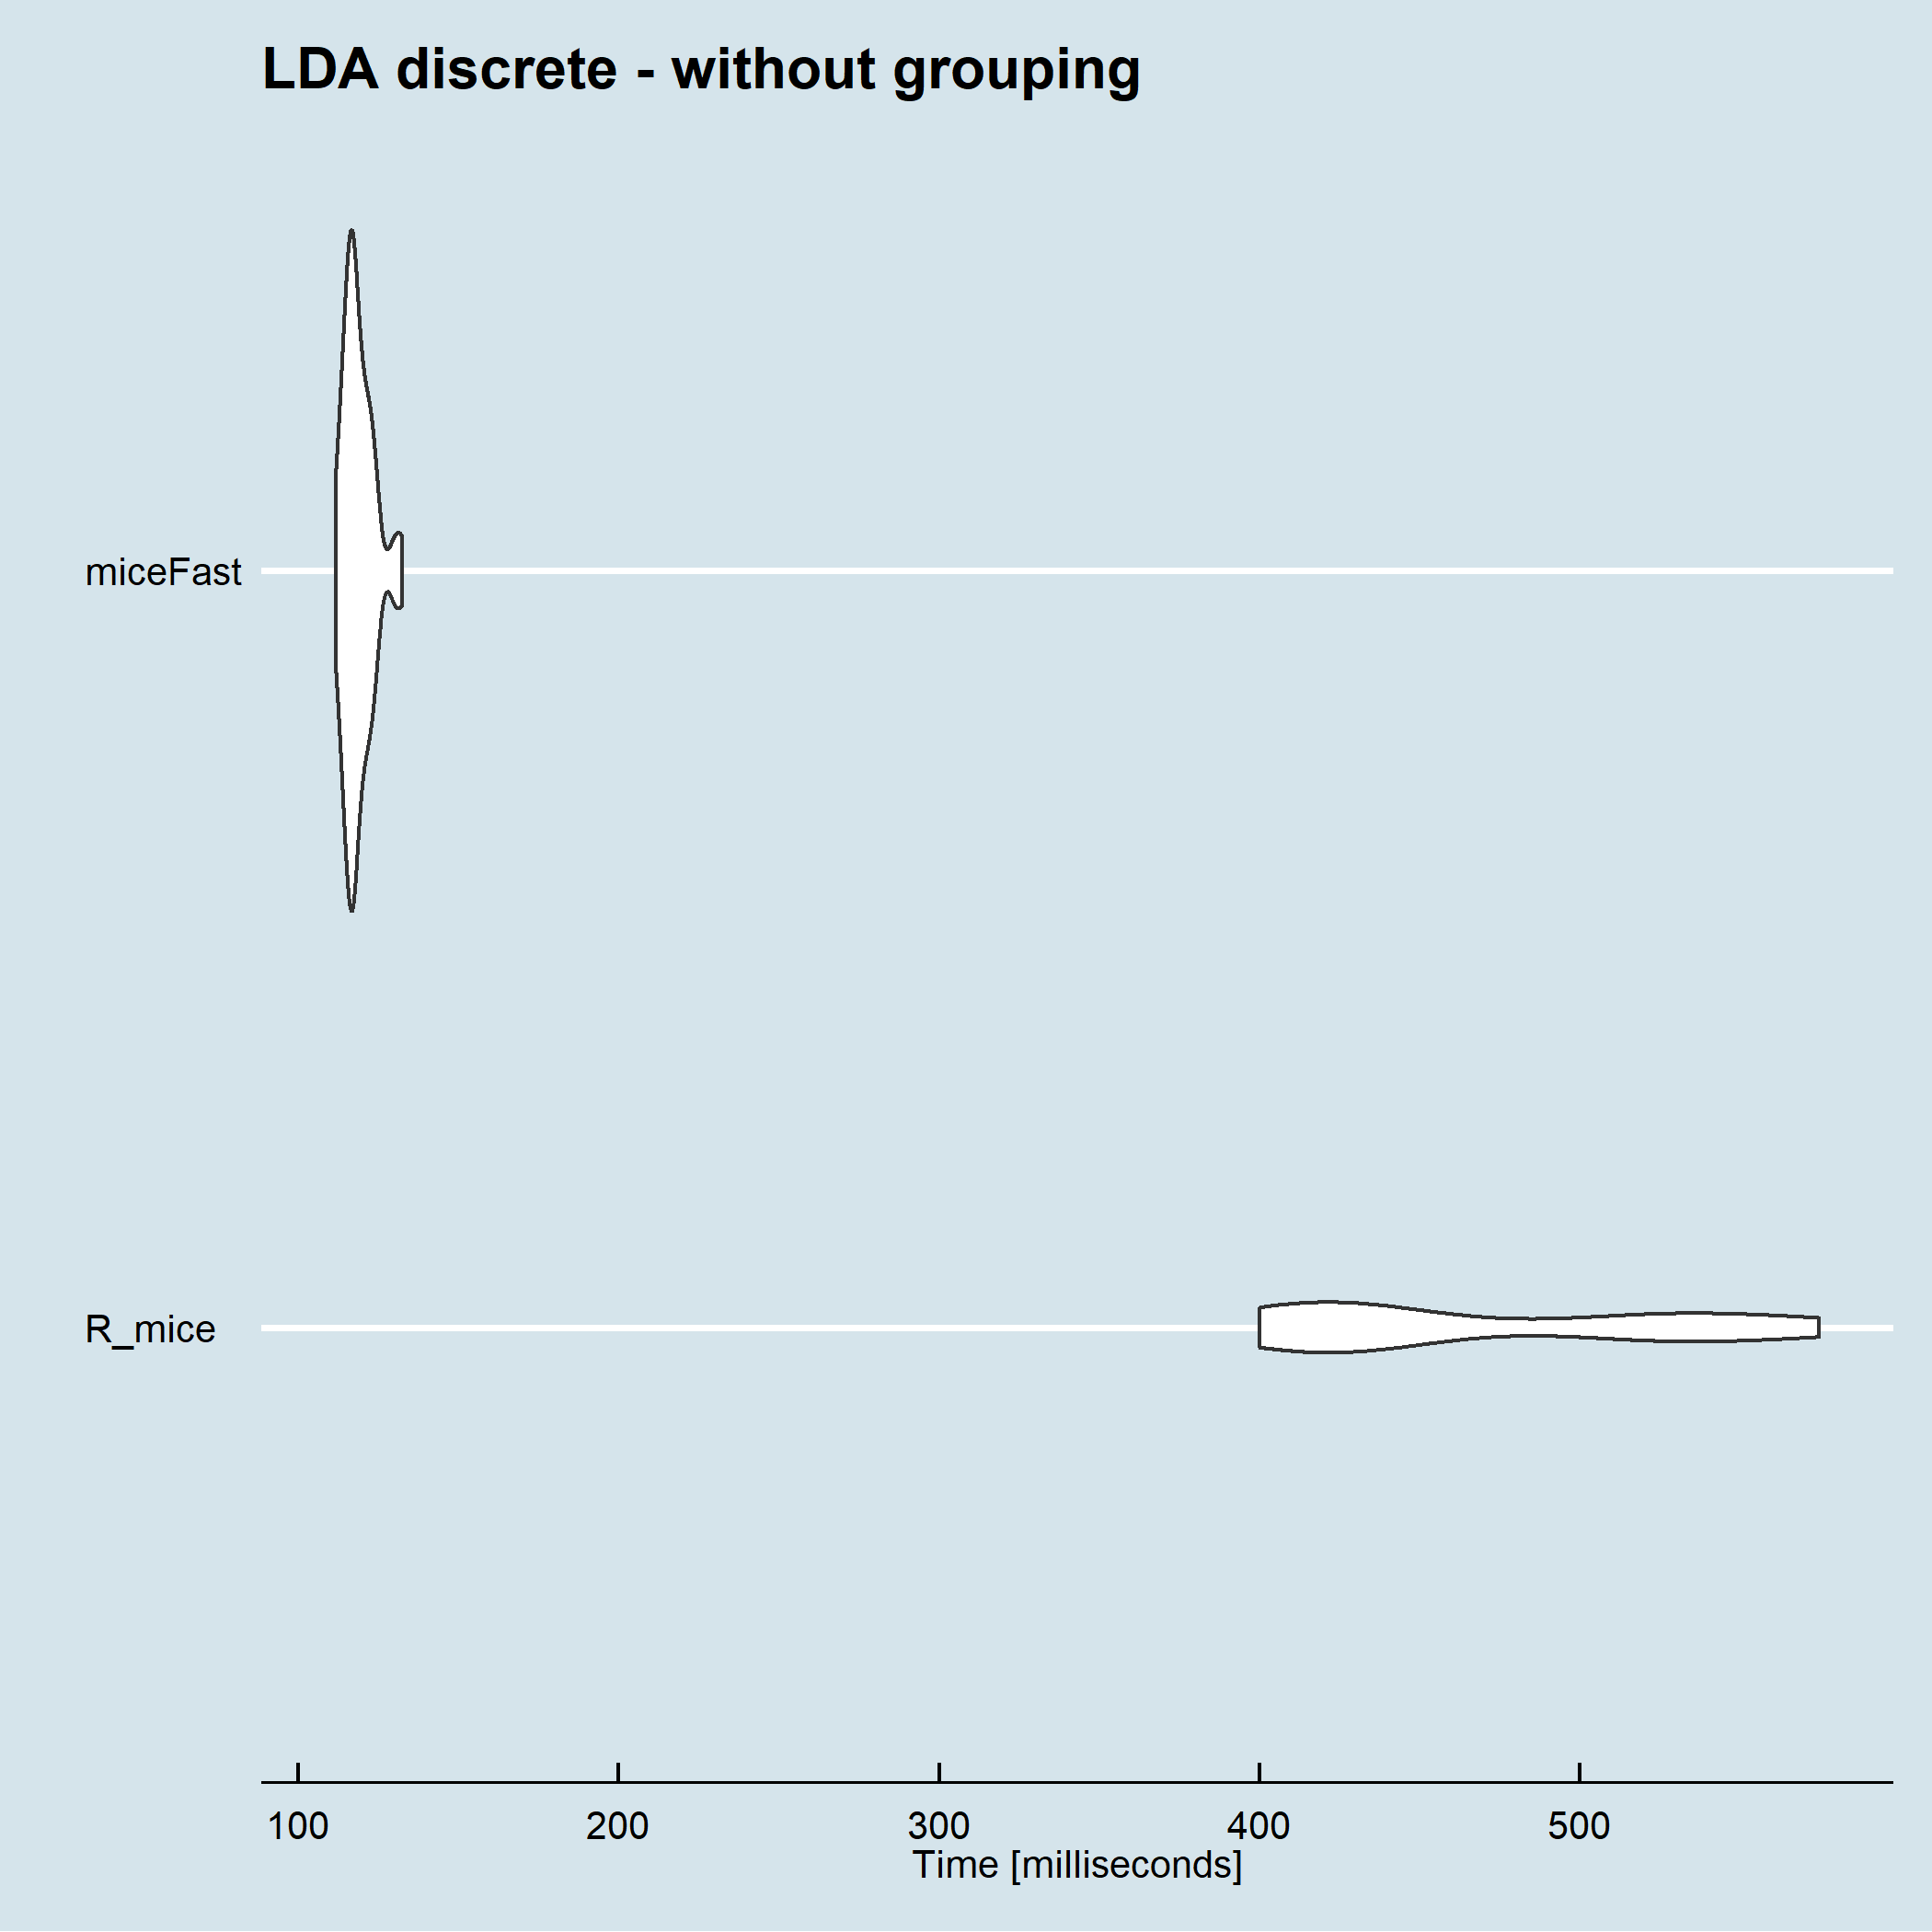 LDA discrete - without grouping
miceFast
R_mice
100 200 300 400 500
Time [milliseconds]